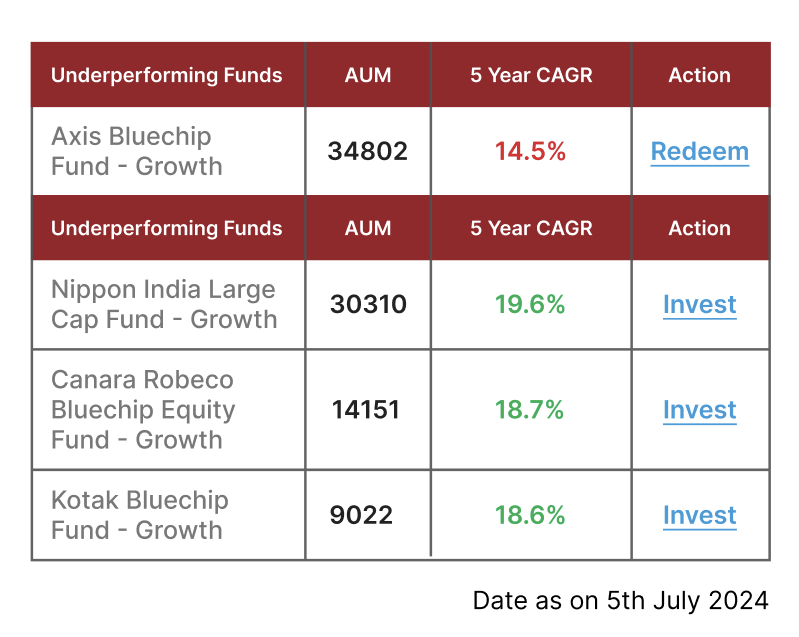 Underperforming Funds AUM 5 Year CAGR Action
Axis Bluechip
Fund - Growth 34802 14.5% Redeem
Underperforming Funds AUM 5 Year CAGR Action
Nippon India Large
Cap Fund - Growth 30310 19.6% Invest
Canara Robeco
Bluechip Equity 14151 18.7% Invest
Fund - Growth
Kotak Bluechip
Fund - Growth 9022 18.6% Invest
Date as on 5th July 2024